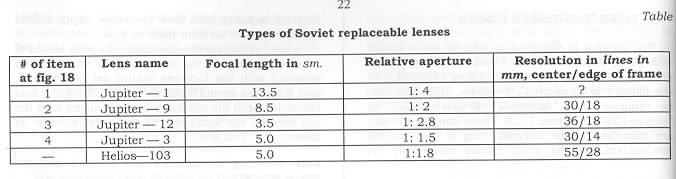 22
Table
Types of Soviet replaceable lenses
# of item at fig. 18 Lens name Focal length in sm. Relative aperture Resolution in lines in mm, center/edge of frame
1 Jupiter — 1 13.5 1: 4 ?
2 Jupiter — 9 8.5 1: 2 30/18
3 Jupiter — 12 3.5 1: 2.8 36/18
4 Jupiter — 3 5.0 1: 1.5 30/14
— Helios—103 5.0 1:1.8 55/28